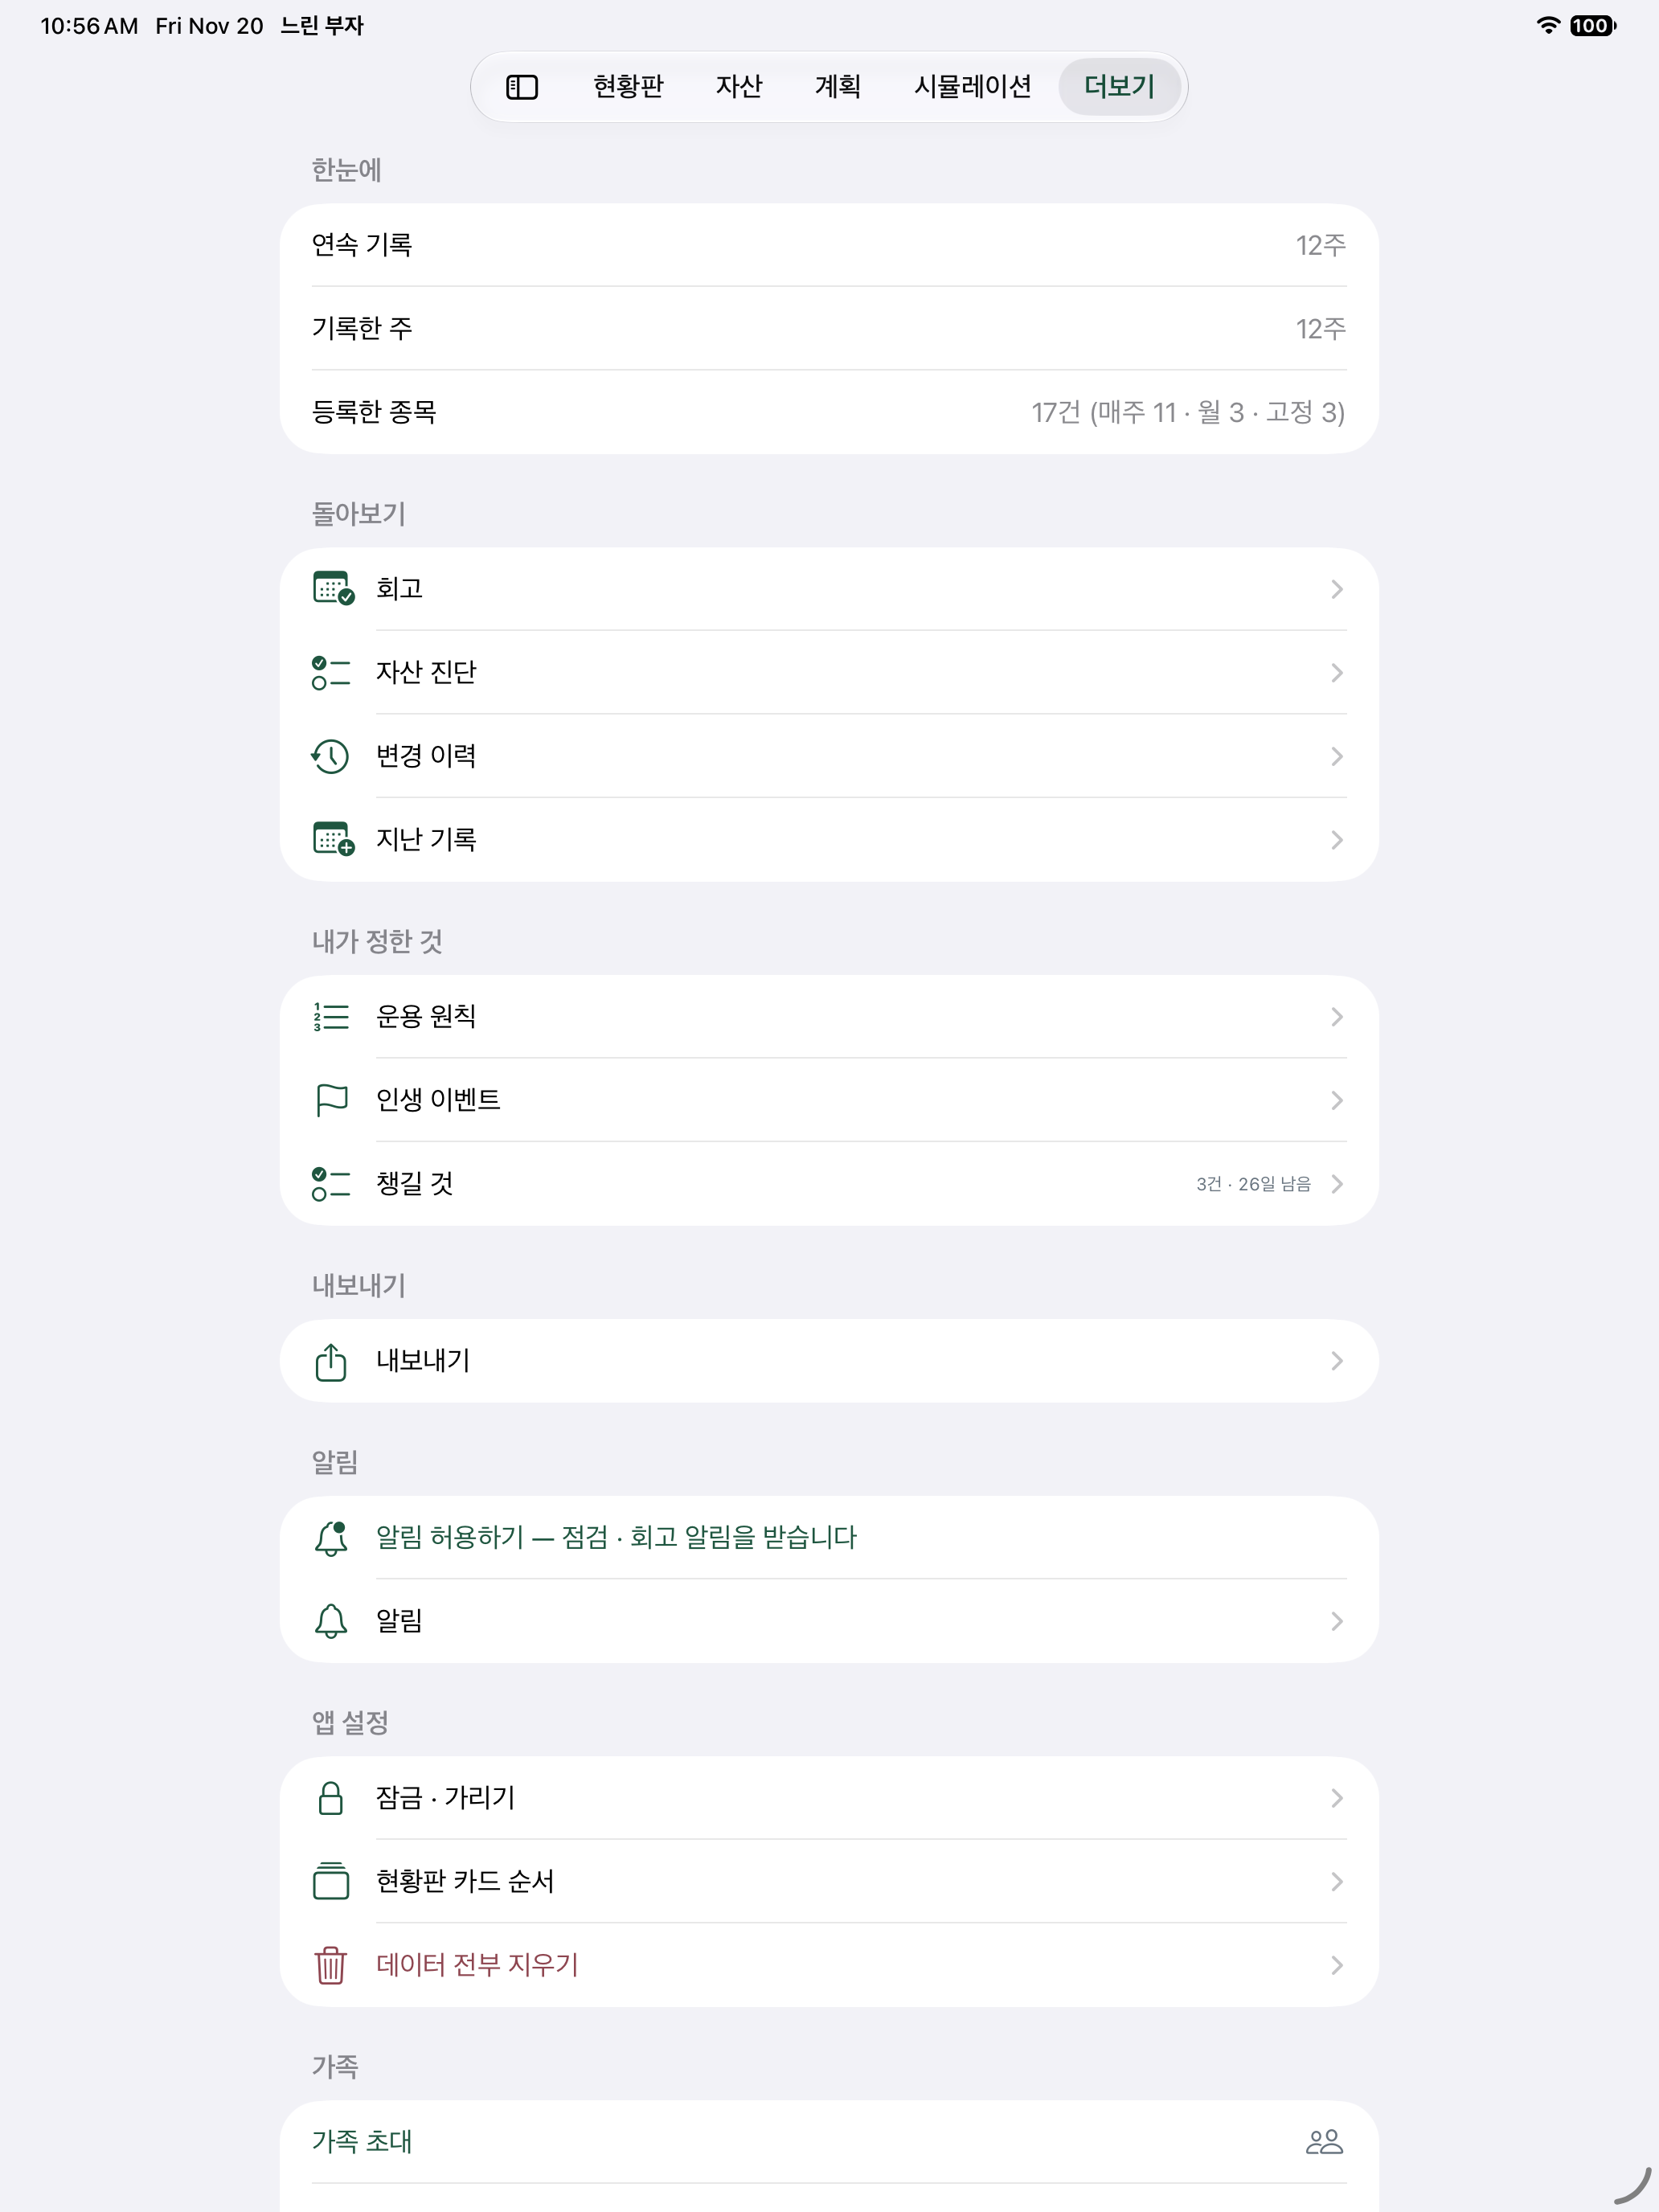 10:56 AM Fri Nov 20 느린 부자 100
현황판 자산 계획 시뮬레이션 더보기
한눈에
연속 기록 12주
기록한 주 12주
등록한 종목 17건 (매주 11 · 월 3 · 고정 3)
돌아보기
회고
자산 진단
변경 이력
지난 기록
내가 정한 것
운용 원칙
인생 이벤트
챙길 것 3건 · 26일 남음
내보내기
내보내기
알림
알림 허용하기 — 점검 · 회고 알림을 받습니다
알림
앱 설정
잠금 · 가리기
현황판 카드 순서
데이터 전부 지우기
가족
가족 초대